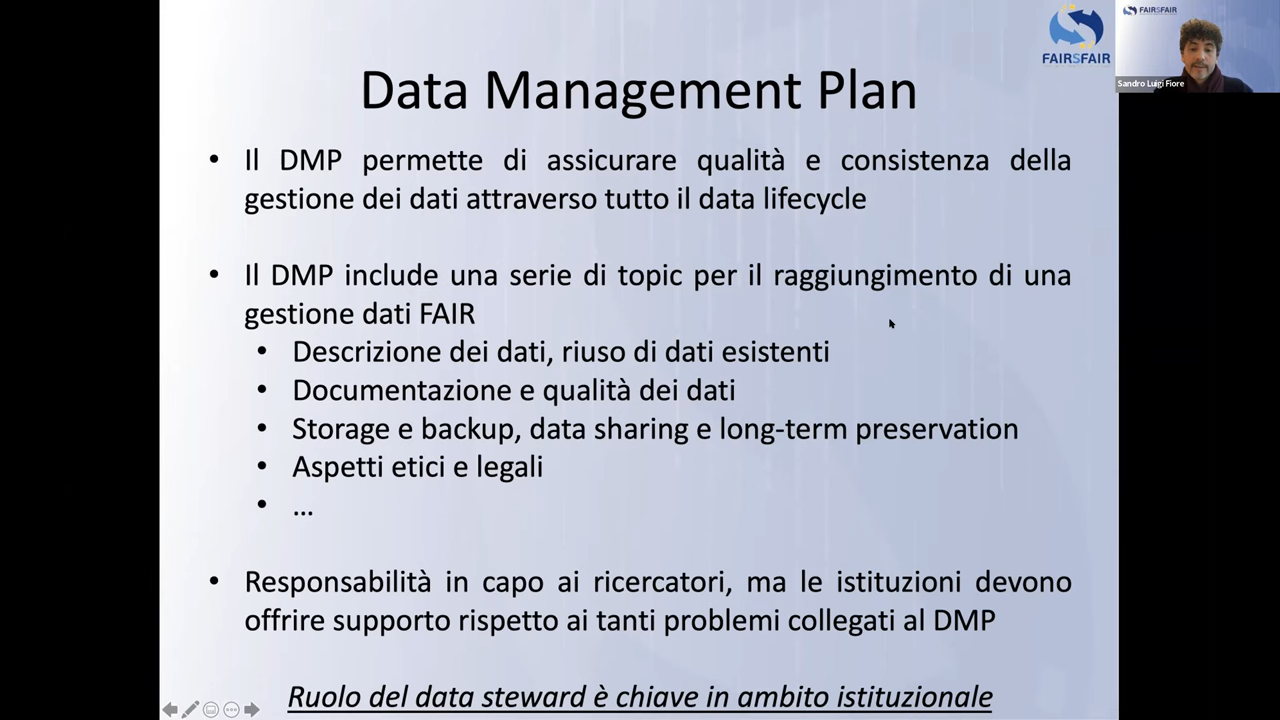 FAIRSFAIR
FAIRSFAIR
Sandro Luigi Fiore
Data Management Plan
• Il DMP permette di assicurare qualità e consistenza della
gestione dei dati attraverso tutto il data lifecycle
• Il DMP include una serie di topic per il raggiungimento di una
gestione dati FAIR
• Descrizione dei dati, riuso di dati esistenti
• Documentazione e qualità dei dati
• Storage e backup, data sharing e long-term preservation
• Aspetti etici e legali
• ...
• Responsabilità in capo ai ricercatori, ma le istituzioni devono
offrire supporto rispetto ai tanti problemi collegati al DMP
Ruolo del data steward è chiave in ambito istituzionale